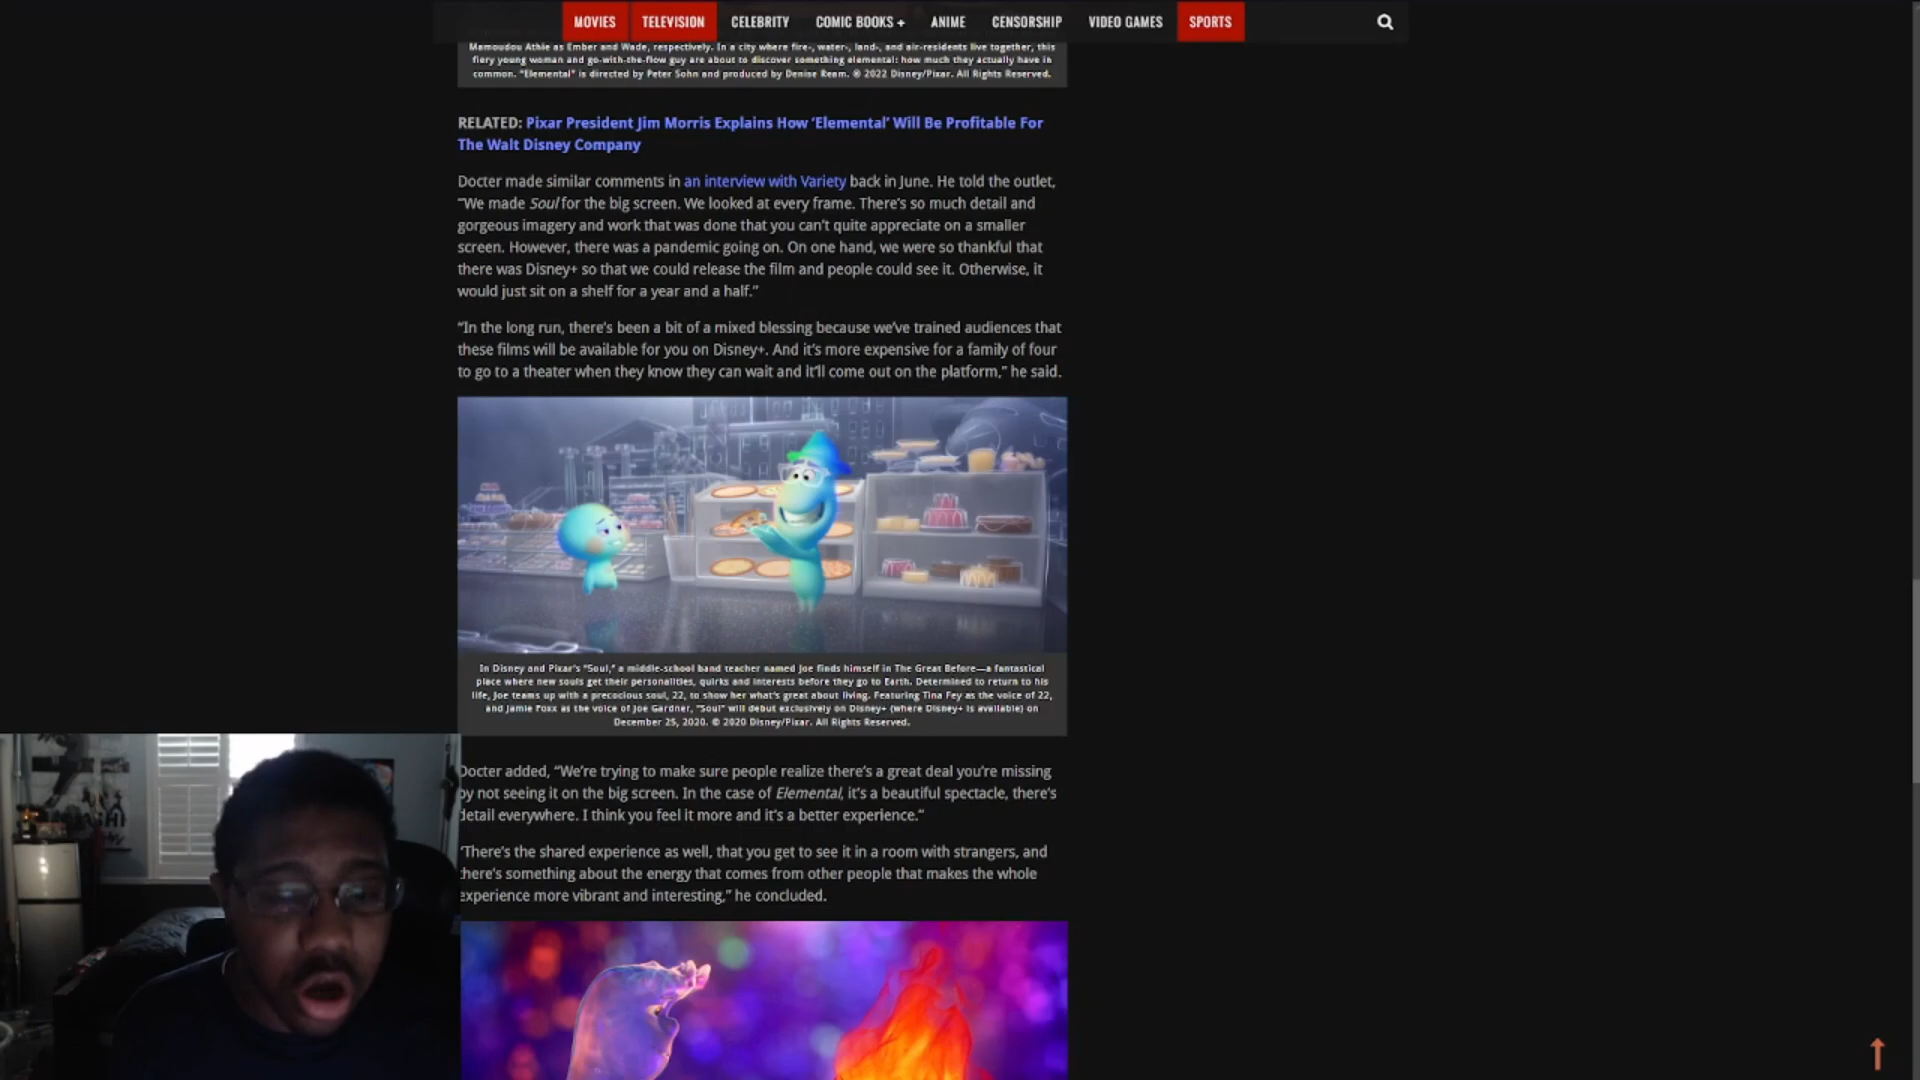 MOVIES TELEVISION CELEBRITY COMIC BOOKS + ANIME CENSORSHIP VIDEO GAMES SPORTS
Mamoudou Athie as Ember and Wade, respectively. In a city where fire-, water-, land-, and air-residents live together, this
fiery young woman and go-with-the-flow guy are about to discover something elemental: how much they actually have in
common. "Elemental" is directed by Peter Sohn and produced by Denise Ream. © 2022 Disney/Pixar. All Rights Reserved.
RELATED: Pixar President Jim Morris Explains How ‘Elemental’ Will Be Profitable For
The Walt Disney Company
Docter made similar comments in an interview with Variety back in June. He told the outlet,
“We made Soul for the big screen. We looked at every frame. There’s so much detail and
gorgeous imagery and work that was done that you can’t quite appreciate on a smaller
screen. However, there was a pandemic going on. On one hand, we were so thankful that
there was Disney+ so that we could release the film and people could see it. Otherwise, it
would just sit on a shelf for a year and a half.”
“In the long run, there’s been a bit of a mixed blessing because we’ve trained audiences that
these films will be available for you on Disney+. And it’s more expensive for a family of four
to go to a theater when they know they can wait and it’ll come out on the platform,” he said.
In Disney and Pixar’s “Soul,” a middle-school band teacher named Joe finds himself in The Great Before—a fantastical
place where new souls get their personalities, quirks and interests before they go to Earth. Determined to return to his
life, Joe teams up with a precocious soul, 22, to show her what’s great about living. Featuring Tina Fey as the voice of 22,
and Jamie Foxx as the voice of Joe Gardner, “Soul” will debut exclusively on Disney+ (where Disney+ is available) on
December 25, 2020. © 2020 Disney/Pixar. All Rights Reserved.
Docter added, “We’re trying to make sure people realize there’s a great deal you’re missing
by not seeing it on the big screen. In the case of Elemental, it’s a beautiful spectacle, there’s
detail everywhere. I think you feel it more and it’s a better experience.”
“There’s the shared experience as well, that you get to see it in a room with strangers, and
there’s something about the energy that comes from other people that makes the whole
experience more vibrant and interesting,” he concluded.